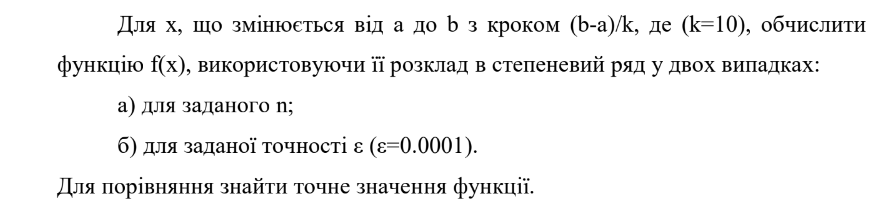 Для x, що змінюється від a до b з кроком (b-a)/k, де (k=10), обчислити
функцію f(x), використовуючи її розклад в степеневий ряд у двох випадках:
а) для заданого n;
б) для заданої точності ε (ε=0.0001).
Для порівняння знайти точне значення функції.